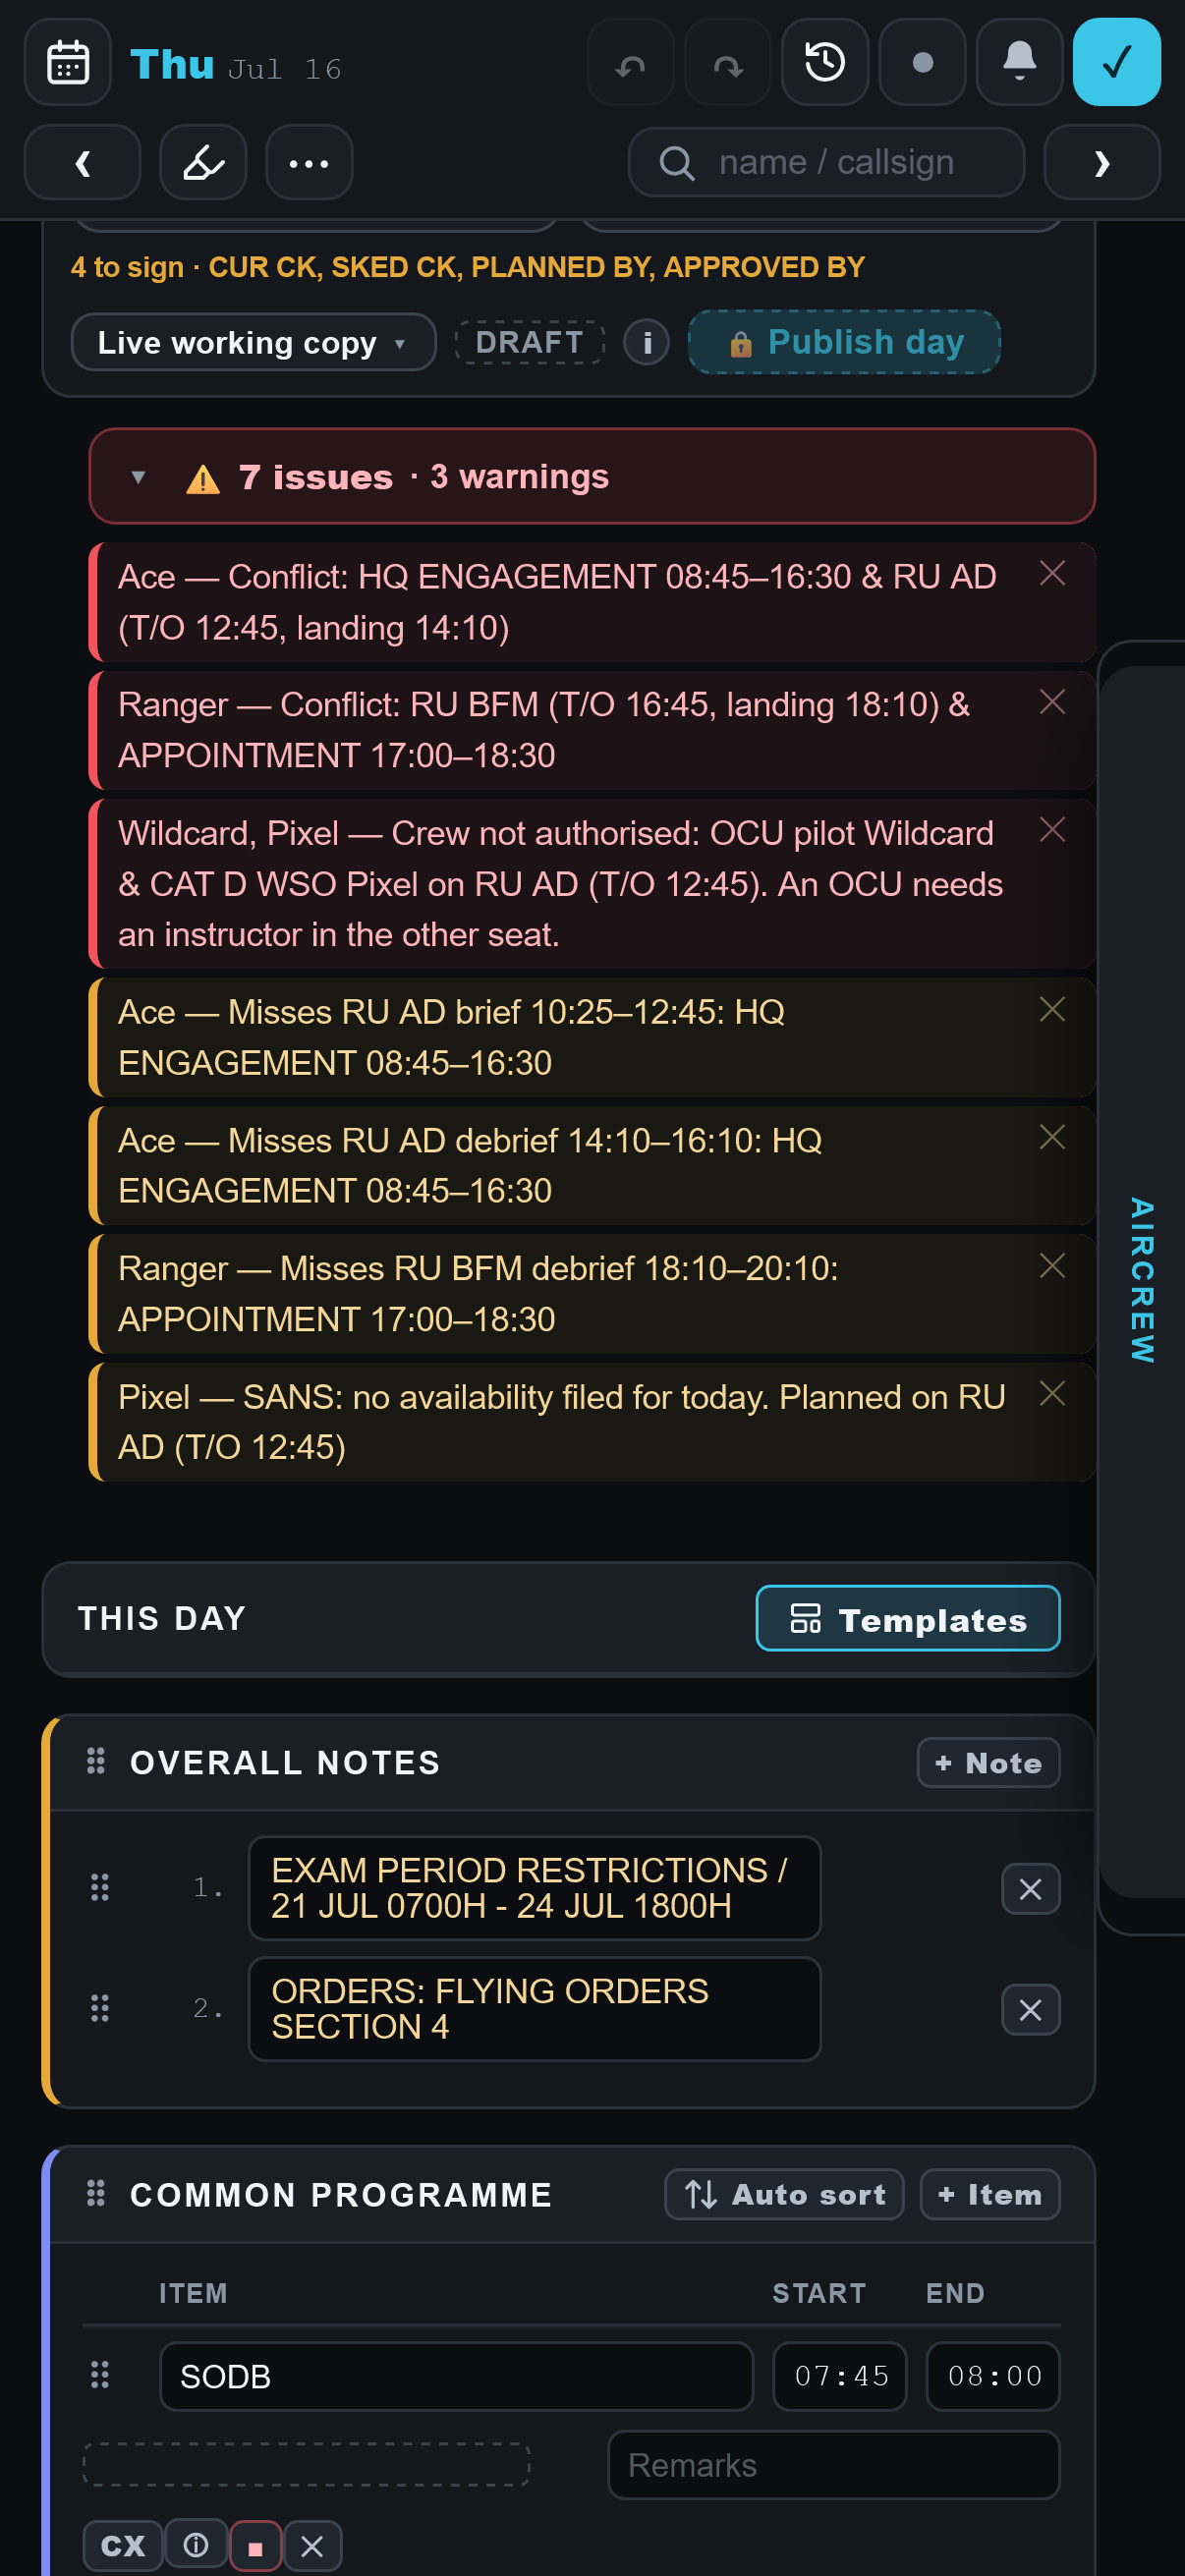 Thu Jul 16
name / callsign
4 to sign · CUR CK, SKED CK, PLANNED BY, APPROVED BY
Live working copy ▾ DRAFT i Publish day
7 issues · 3 warnings
Ace — Conflict: HQ ENGAGEMENT 08:45–16:30 & RU AD
(T/O 12:45, landing 14:10)
Ranger — Conflict: RU BFM (T/O 16:45, landing 18:10) &
APPOINTMENT 17:00–18:30
Wildcard, Pixel — Crew not authorised: OCU pilot Wildcard
& CAT D WSO Pixel on RU AD (T/O 12:45). An OCU needs
an instructor in the other seat.
Ace — Misses RU AD brief 10:25–12:45: HQ
ENGAGEMENT 08:45–16:30
Ace — Misses RU AD debrief 14:10–16:10: HQ
ENGAGEMENT 08:45–16:30
Ranger — Misses RU BFM debrief 18:10–20:10:
APPOINTMENT 17:00–18:30
Pixel — SANS: no availability filed for today. Planned on RU
AD (T/O 12:45)
AIRCREW
THIS DAY Templates
OVERALL NOTES + Note
1. EXAM PERIOD RESTRICTIONS /
21 JUL 0700H - 24 JUL 1800H
2. ORDERS: FLYING ORDERS
SECTION 4
COMMON PROGRAMME Auto sort + Item
ITEM START END
SODB 07:45 08:00
Remarks
CX